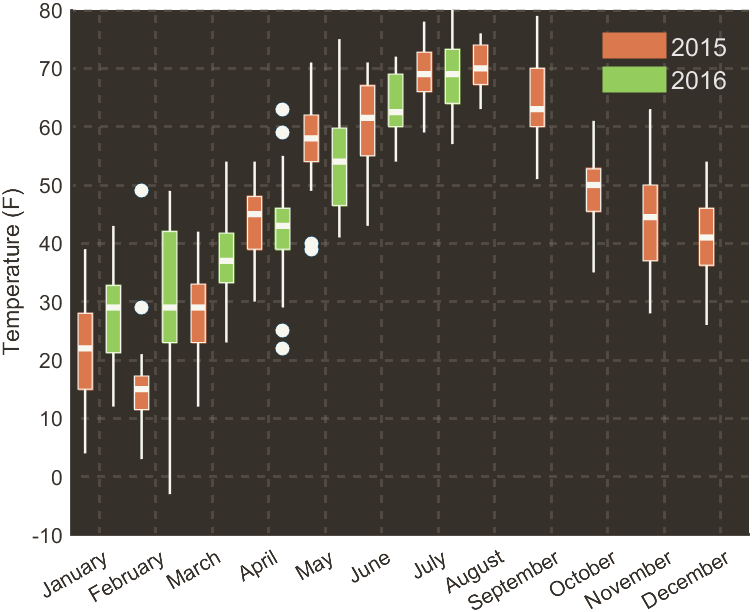 80
70
60
50
40
30
20
10
0
-10
Temperature (F)
2015
2016
January
February
March
April
May
June
July
August
September
October
November
December